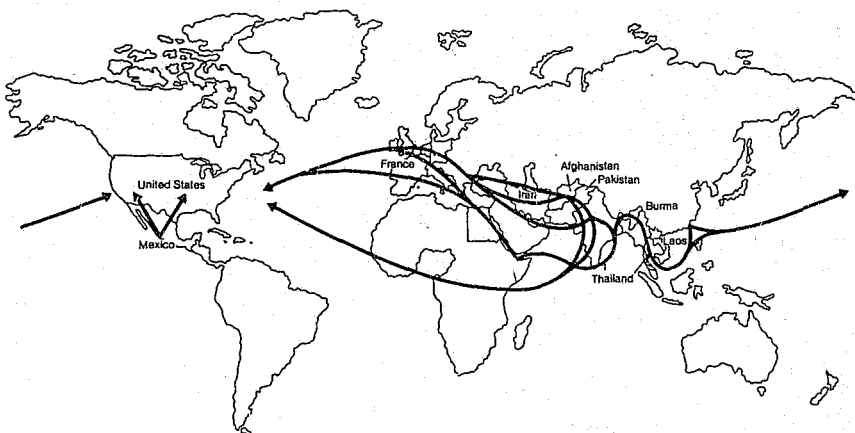 France
Afghanistan
Pakistan
United States
Iran
Burma
Mexico
Laos
Thailand